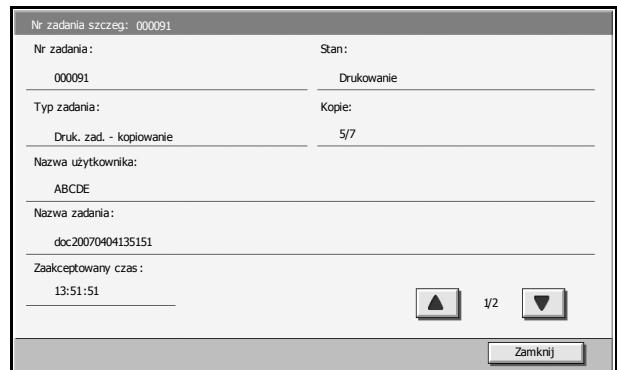 Nr zadania szczeg.: 000091
Nr zadania:
Stan:
000091
Drukowanie
Typ zadania:
Kopie:
Druk. zad. - kopiowanie
5/7
Nazwa użytkownika:
ABCDE
Nazwa zadania:
doc20070404135151
Zaakceptowany czas:
13:51:51
1/2
Zamknij